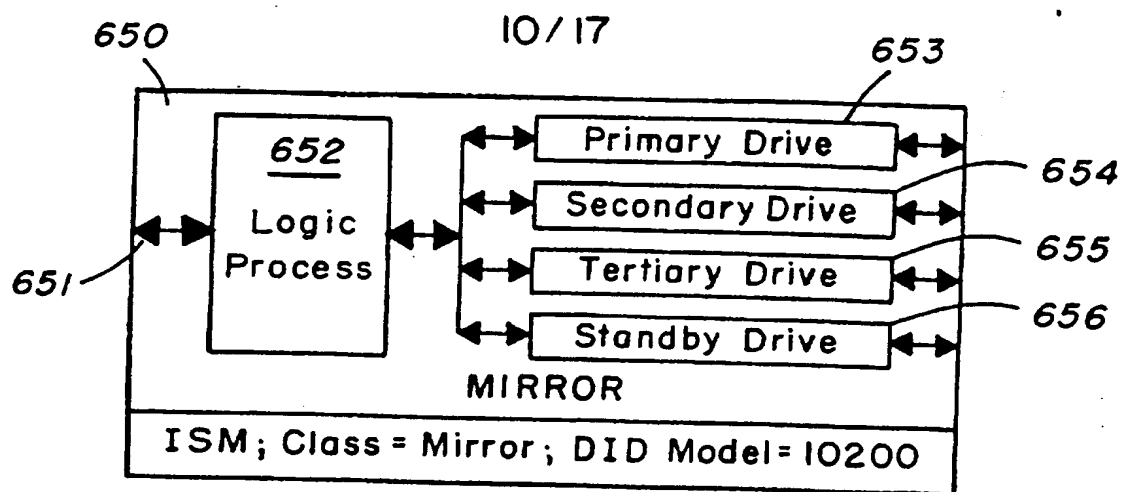 10/17
650
653
652
Logic
Process
Primary Drive
654
Secondary Drive
655
Tertiary Drive
651
656
Standby Drive
MIRROR
ISM; Class = Mirror; DID Model = 10200